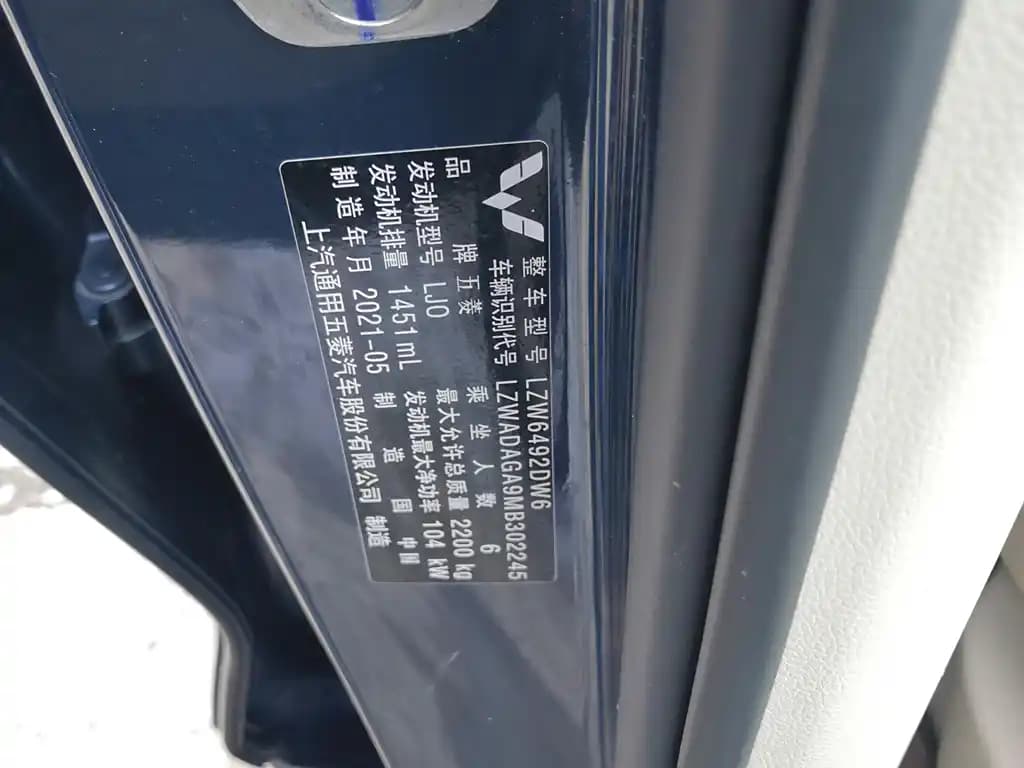 整车型号 LZW6492DW6
车辆识别代号 LZWADAGA9MB302245
品牌 五菱 乘坐人数 6
发动机型号 LJO 最大允许总质量 2200 kg
发动机排量 1451mL 发动机最大净功率 104 kW
制造年月 2021-05 制造国 中国
上汽通用五菱汽车股份有限公司 制造